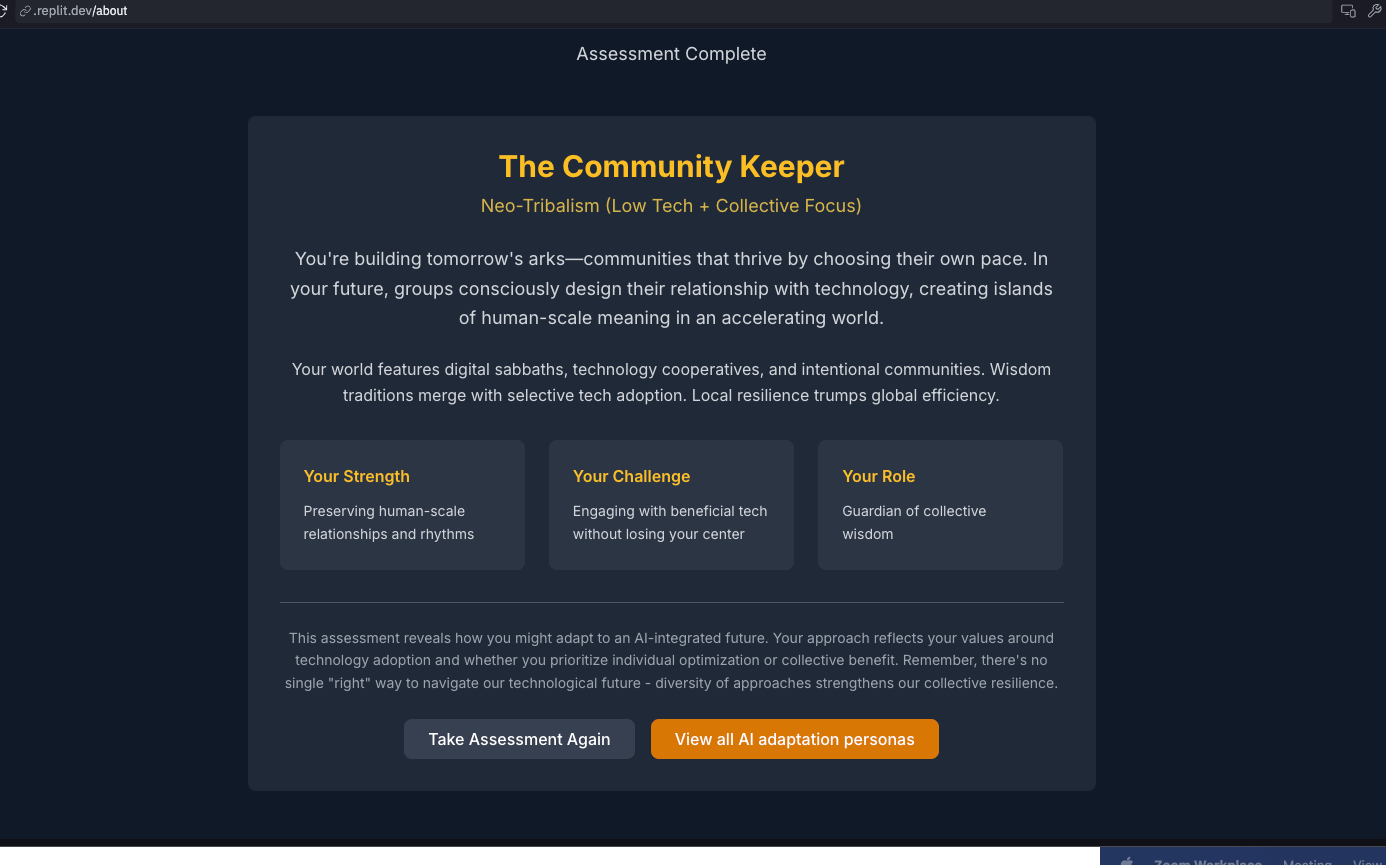 .replit.dev/about
Assessment Complete
The Community Keeper
Neo-Tribalism (Low Tech + Collective Focus)
You're building tomorrow's arks—communities that thrive by choosing their own pace. In
your future, groups consciously design their relationship with technology, creating islands
of human-scale meaning in an accelerating world.
Your world features digital sabbaths, technology cooperatives, and intentional communities. Wisdom
traditions merge with selective tech adoption. Local resilience trumps global efficiency.
Your Strength
Preserving human-scale
relationships and rhythms
Your Challenge
Engaging with beneficial tech
without losing your center
Your Role
Guardian of collective
wisdom
This assessment reveals how you might adapt to an AI-integrated future. Your approach reflects your values around
technology adoption and whether you prioritize individual optimization or collective benefit. Remember, there's no
single "right" way to navigate our technological future - diversity of approaches strengthens our collective resilience.
Take Assessment Again
View all AI adaptation personas
Zoom Workplace Meeting View